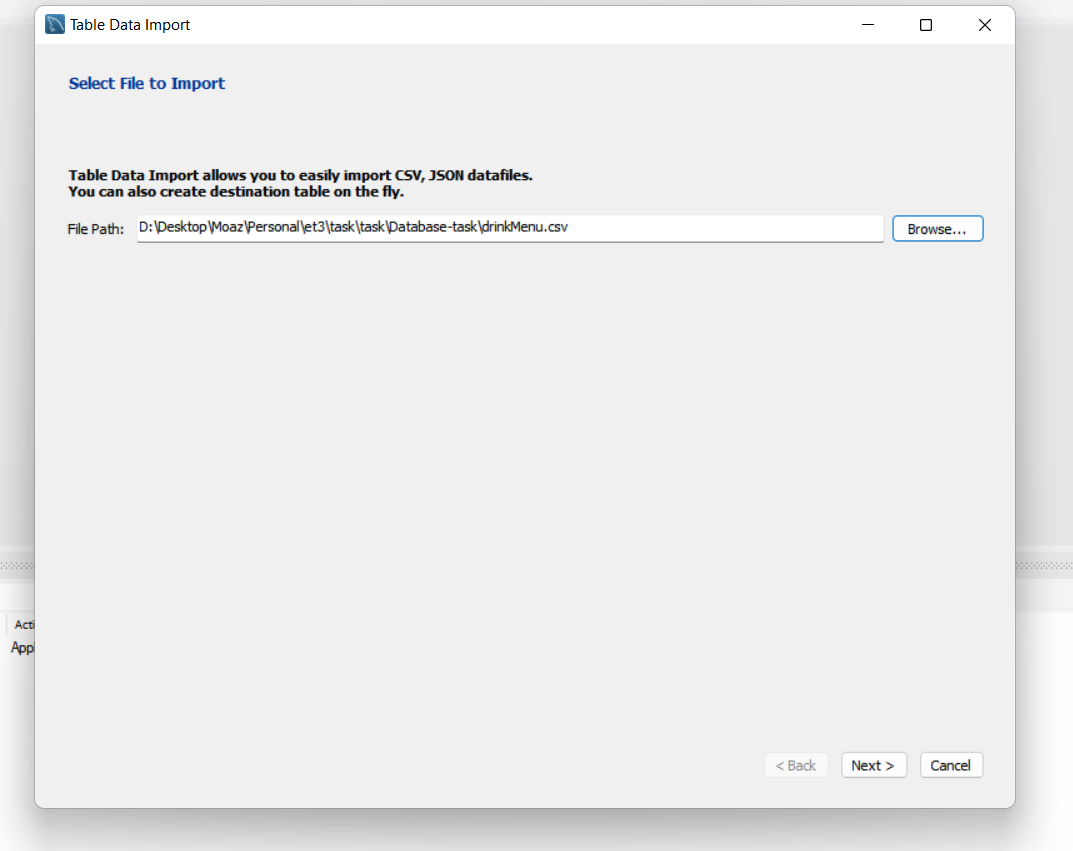 Table Data Import
Select File to Import
Table Data Import allows you to easily import CSV, JSON datafiles.
You can also create destination table on the fly.
File Path: D:\Desktop\Moaz\Personal\et3\task\task\Database-task\drinkMenu.csv Browse...
Acti
Appl
< Back Next > Cancel